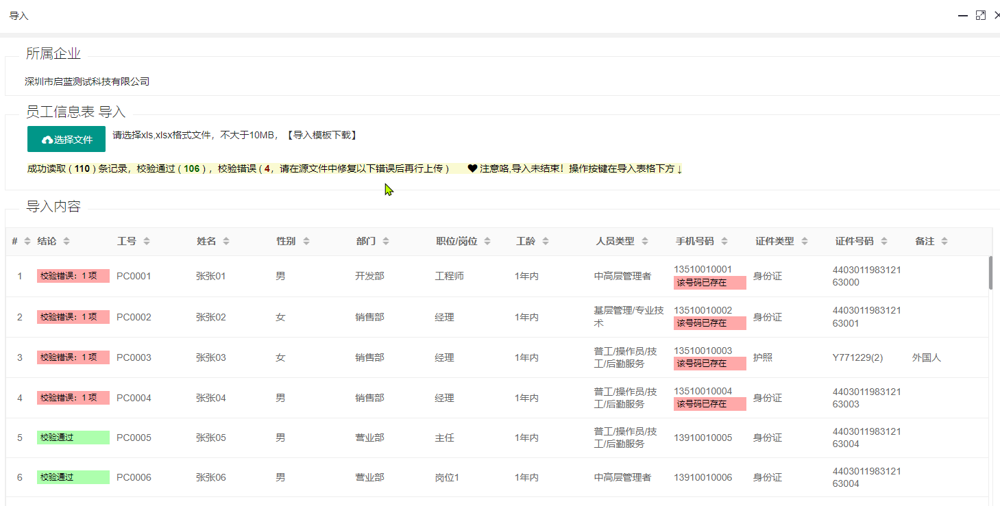 导入
所属企业
深圳市启蓝测试科技有限公司
员工信息表 导入
选择文件 请选择xls,xlsx格式文件，不大于10MB，【导入模板下载】
成功读取 ( 110 ) 条记录，校验通过 ( 106 ) ，校验错误 ( 4，请在源文件中修复以下错误后再行上传 ) ♥ 注意咯,导入未结束！操作按键在导入表格下方 ↓
导入内容
# 结论 工号 姓名 性别 部门 职位/岗位 工龄 人员类型 手机号码 证件类型 证件号码 备注
1 校验错误：1 项 PC0001 张张01 男 开发部 工程师 1年内 中高层管理者 13510010001 身份证 4403011983121
该号码已存在 63000
2 校验错误：1 项 PC0002 张张02 女 销售部 经理 1年内 基层管理/专业技 13510010002 身份证 4403011983121
术 该号码已存在 63001
3 校验错误：1 项 PC0003 张张03 女 销售部 经理 1年内 普工/操作员/技 13510010003 护照 Y771229(2) 外国人
工/后勤服务 该号码已存在
4 校验错误：1 项 PC0004 张张04 男 销售部 经理 1年内 普工/操作员/技 13510010004 身份证 4403011983121
工/后勤服务 该号码已存在 63003
5 校验通过 PC0005 张张05 男 营业部 主任 1年内 普工/操作员/技 13910010005 身份证 4403011983121
工/后勤服务 63004
6 校验通过 PC0006 张张06 男 营业部 岗位1 1年内 中高层管理者 13910010006 身份证 4403011983121
63004